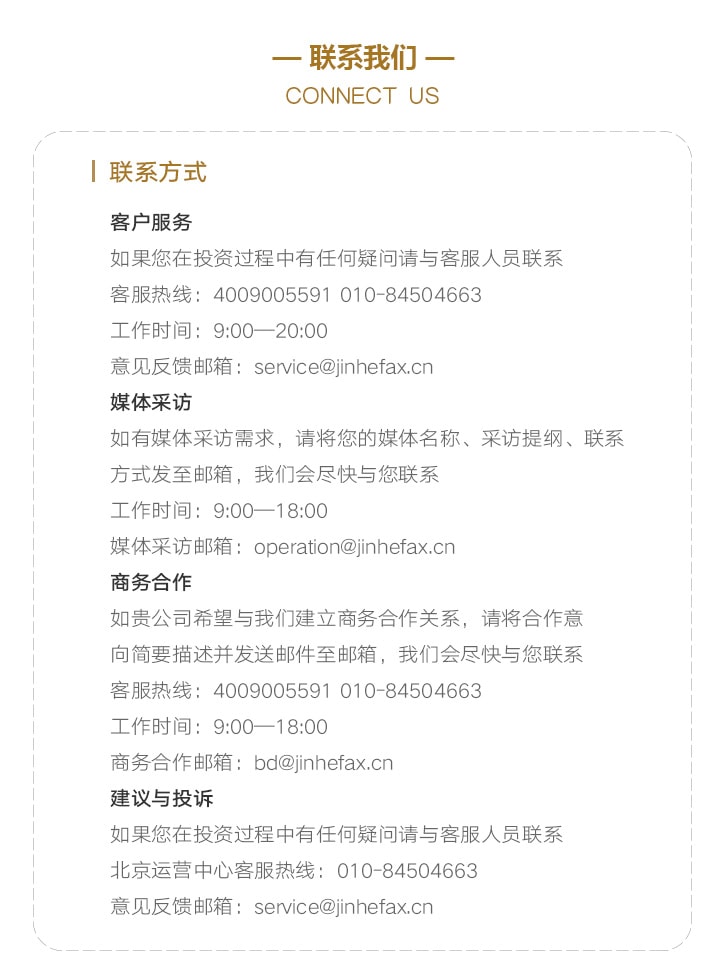 — 联系我们 —
CONNECT US
联系方式
客户服务
如果您在投资过程中有任何疑问请与客服人员联系
客服热线：4009005591 010-84504663
工作时间：9:00—20:00
意见反馈邮箱：service@jinhefax.cn
媒体采访
如有媒体采访需求，请将您的媒体名称、采访提纲、联系
方式发至邮箱，我们会尽快与您联系
工作时间：9:00—18:00
媒体采访邮箱：operation@jinhefax.cn
商务合作
如贵公司希望与我们建立商务合作关系，请将合作意
向简要描述并发送邮件至邮箱，我们会尽快与您联系
客服热线：4009005591 010-84504663
工作时间：9:00—18:00
商务合作邮箱：bd@jinhefax.cn
建议与投诉
如果您在投资过程中有任何疑问请与客服人员联系
北京运营中心客服热线：010-84504663
意见反馈邮箱：service@jinhefax.cn